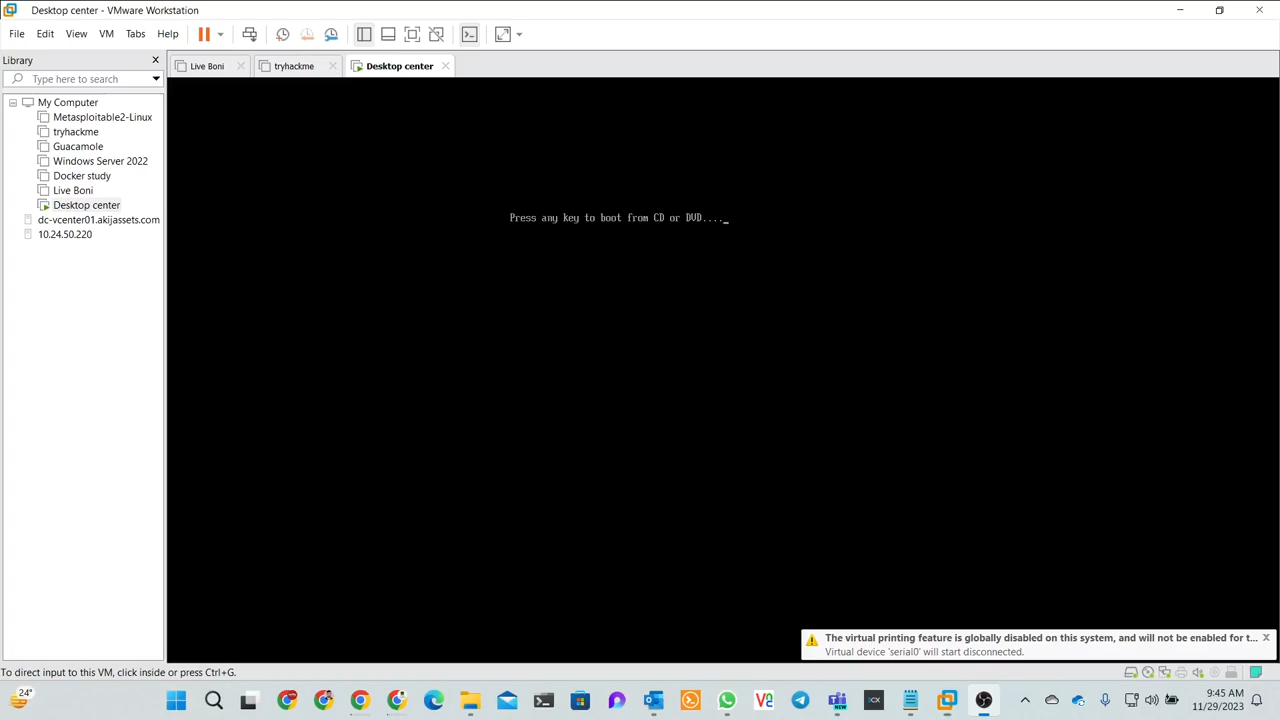 Desktop center - VMware Workstation
File Edit View VM Tabs Help
Library
Type here to search
Live Boni
tryhackme
Desktop center
My Computer
Metasploitable2-Linux
tryhackme
Guacamole
Windows Server 2022
Docker study
Live Boni
Desktop center
dc-vcenter01.akijassets.com
10.24.50.220
Press any key to boot from CD or DVD...._
The virtual printing feature is globally disabled on this system, and will not be enabled for t...
Virtual device 'serial0' will start disconnected.
To direct input to this VM, click inside or press Ctrl+G.
24°
NEW
9:45 AM
11/29/2023